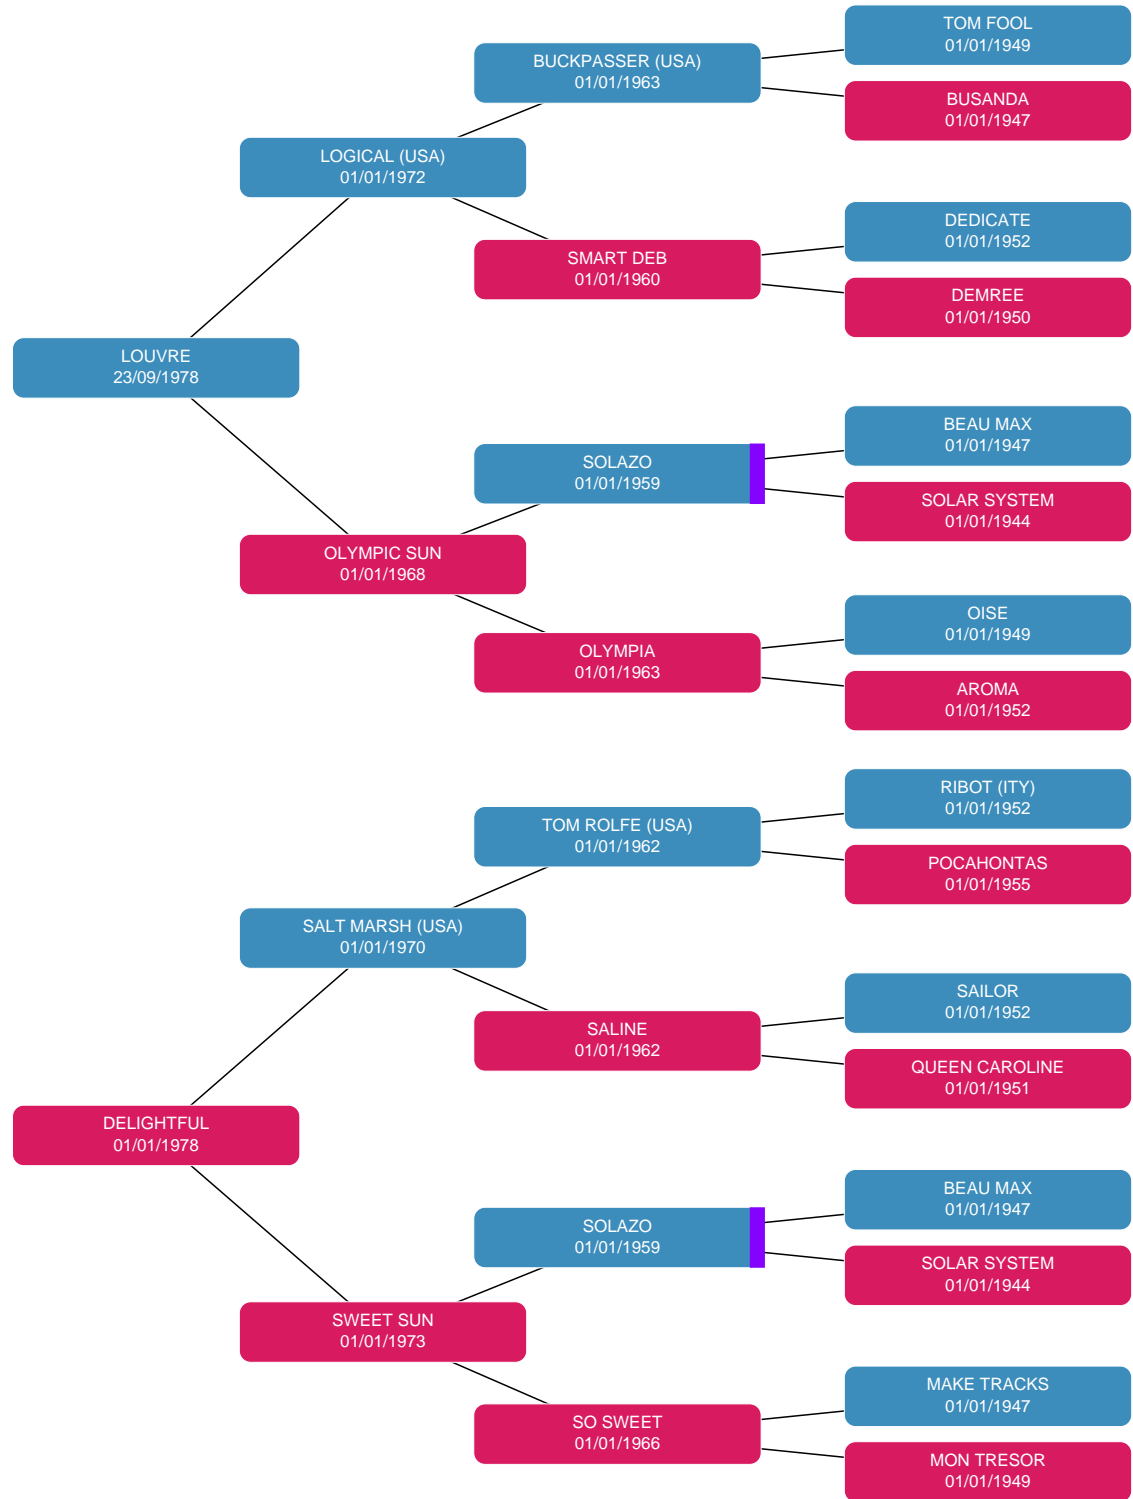 TOM FOOL
01/01/1949
BUCKPASSER (USA)
01/01/1963
BUSANDA
01/01/1947
LOGICAL (USA)
01/01/1972
DEDICATE
01/01/1952
SMART DEB
01/01/1960
DEMREE
01/01/1950
LOUVRE
23/09/1978
BEAU MAX
01/01/1947
SOLAZO
01/01/1959
SOLAR SYSTEM
01/01/1944
OLYMPIC SUN
01/01/1968
OISE
01/01/1949
OLYMPIA
01/01/1963
AROMA
01/01/1952
RIBOT (ITY)
01/01/1952
TOM ROLFE (USA)
01/01/1962
POCAHONTAS
01/01/1955
SALT MARSH (USA)
01/01/1970
SAILOR
01/01/1952
SALINE
01/01/1962
QUEEN CAROLINE
01/01/1951
DELIGHTFUL
01/01/1978
BEAU MAX
01/01/1947
SOLAZO
01/01/1959
SOLAR SYSTEM
01/01/1944
SWEET SUN
01/01/1973
MAKE TRACKS
01/01/1947
SO SWEET
01/01/1966
MON TRESOR
01/01/1949